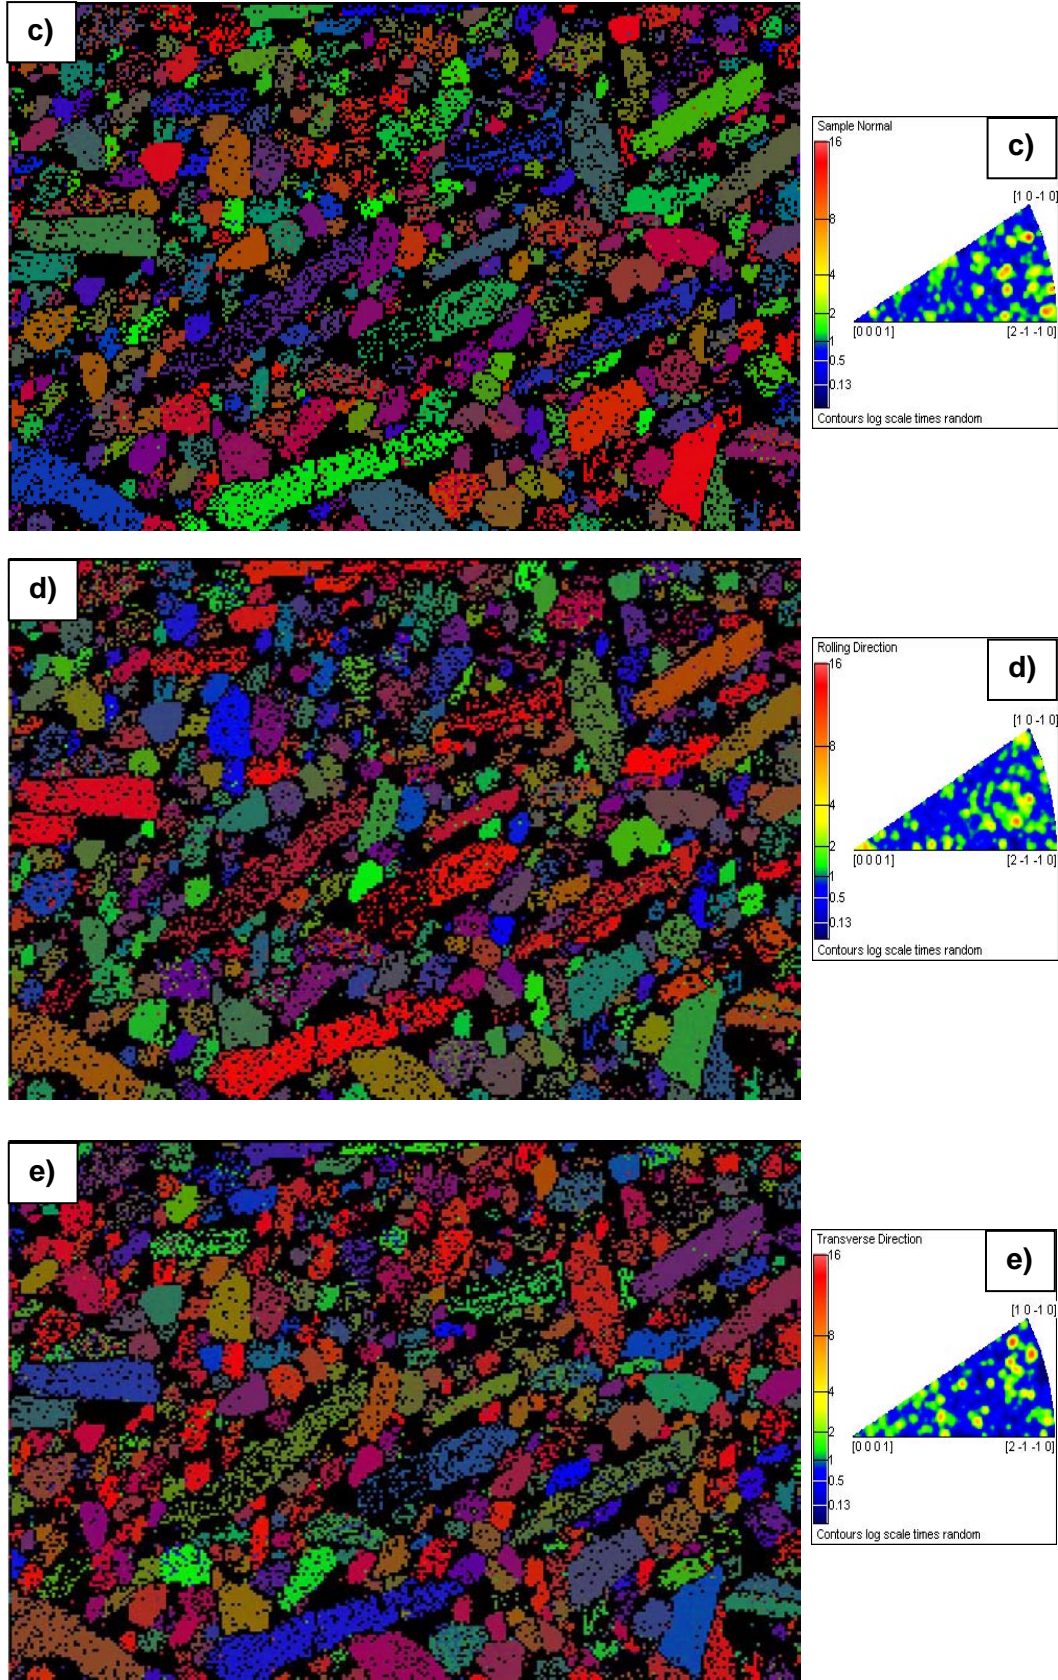 c)
Sample Normal
c)
16
[1 0 -1 0]
8
4
2
1
[0 0 0 1] [2 -1 -1 0]
0.5
0.13
Contours log scale times random
d)
Rolling Direction
d)
16
[1 0 -1 0]
8
4
2
1
[0 0 0 1] [2 -1 -1 0]
0.5
0.13
Contours log scale times random
e)
Transverse Direction
e)
16
[1 0 -1 0]
8
4
2
1
[0 0 0 1] [2 -1 -1 0]
0.5
0.13
Contours log scale times random